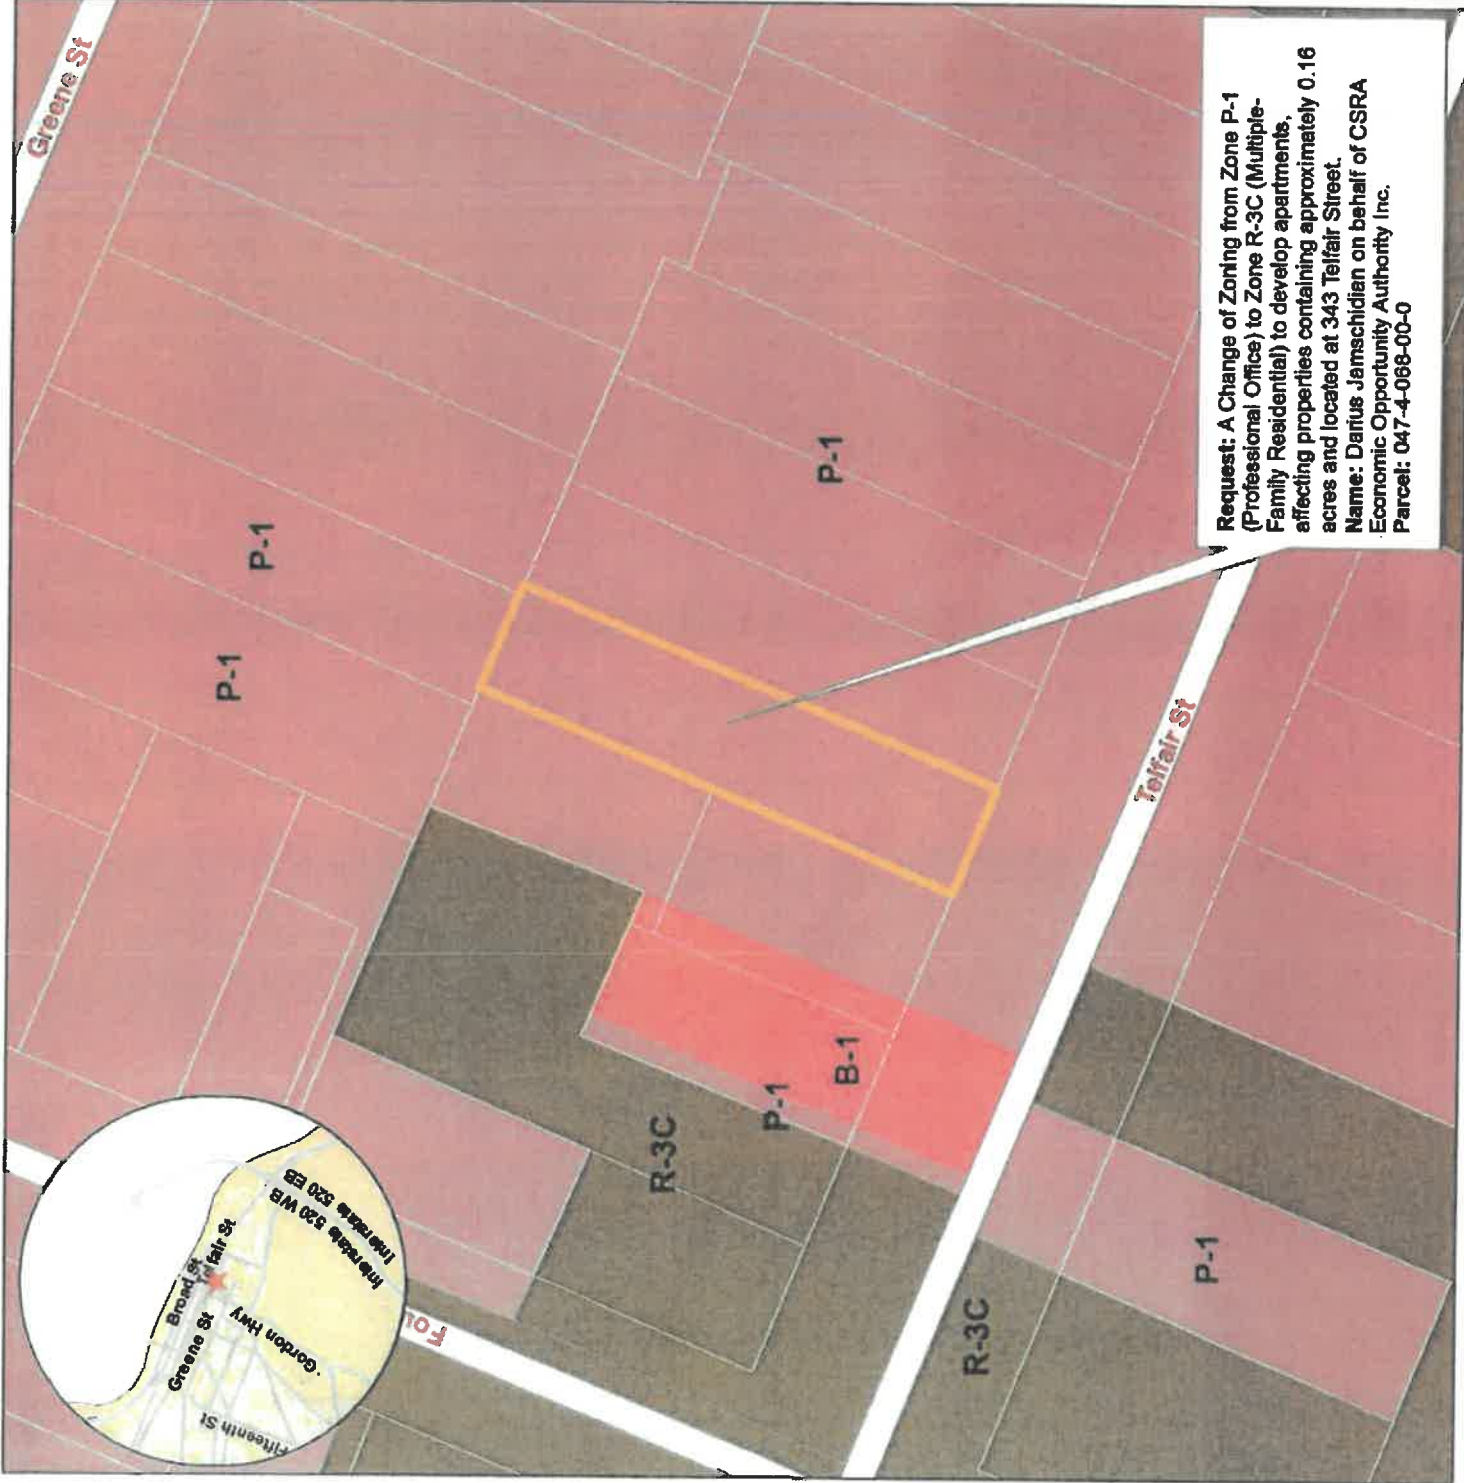 Greene St
P-1
P-1
P-1
R-3C
P-1
B-1
Telfair St
R-3C
P-1
Fou
Broad St
Telfair St
Greene St
Gordon Hwy
Fifteenth St
Interstate 520 WB
Interstate 520 EB
Request: A Change of Zoning from Zone P-1
(Professional Office) to Zone R-3C (Multiple-
Family Residential) to develop apartments,
affecting properties containing approximately 0.16
acres and located at 343 Telfair Street.
Name: Darius Jamschidian on behalf of CSRA
Economic Opportunity Authority Inc.
Parcel: 047-4-068-00-0